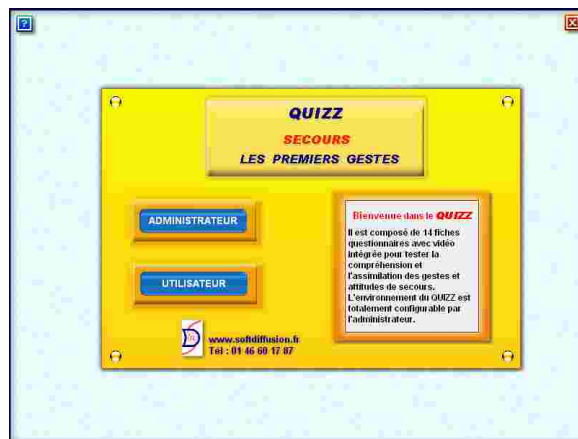 ?
QUIZZ
SECOURS
LES PREMIERS GESTES
ADMINISTRATEUR
UTILISATEUR
Bienvenue dans le QUIZZ
Il est composé de 14 fiches
questionnaires avec vidéo
intégrée pour tester la
compréhension et
l'assimilation des gestes et
attitudes de secours.
L'environnement du QUIZZ est
totalement configurable par
l'administrateur.
www.softdiffusion.fr
Tél : 01 46 60 17 87